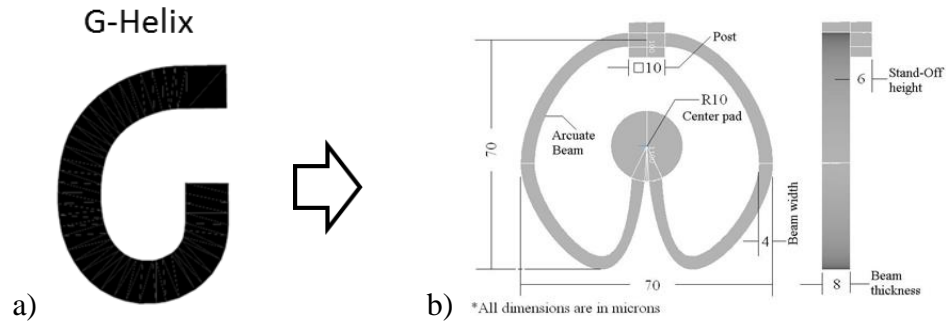 G-Helix
a)
b)
Post
□10
R10
Center pad
Arcuate
Beam
70
4
Beam width
70
6
Stand-Off
height
8
Beam
thickness
*All dimensions are in microns